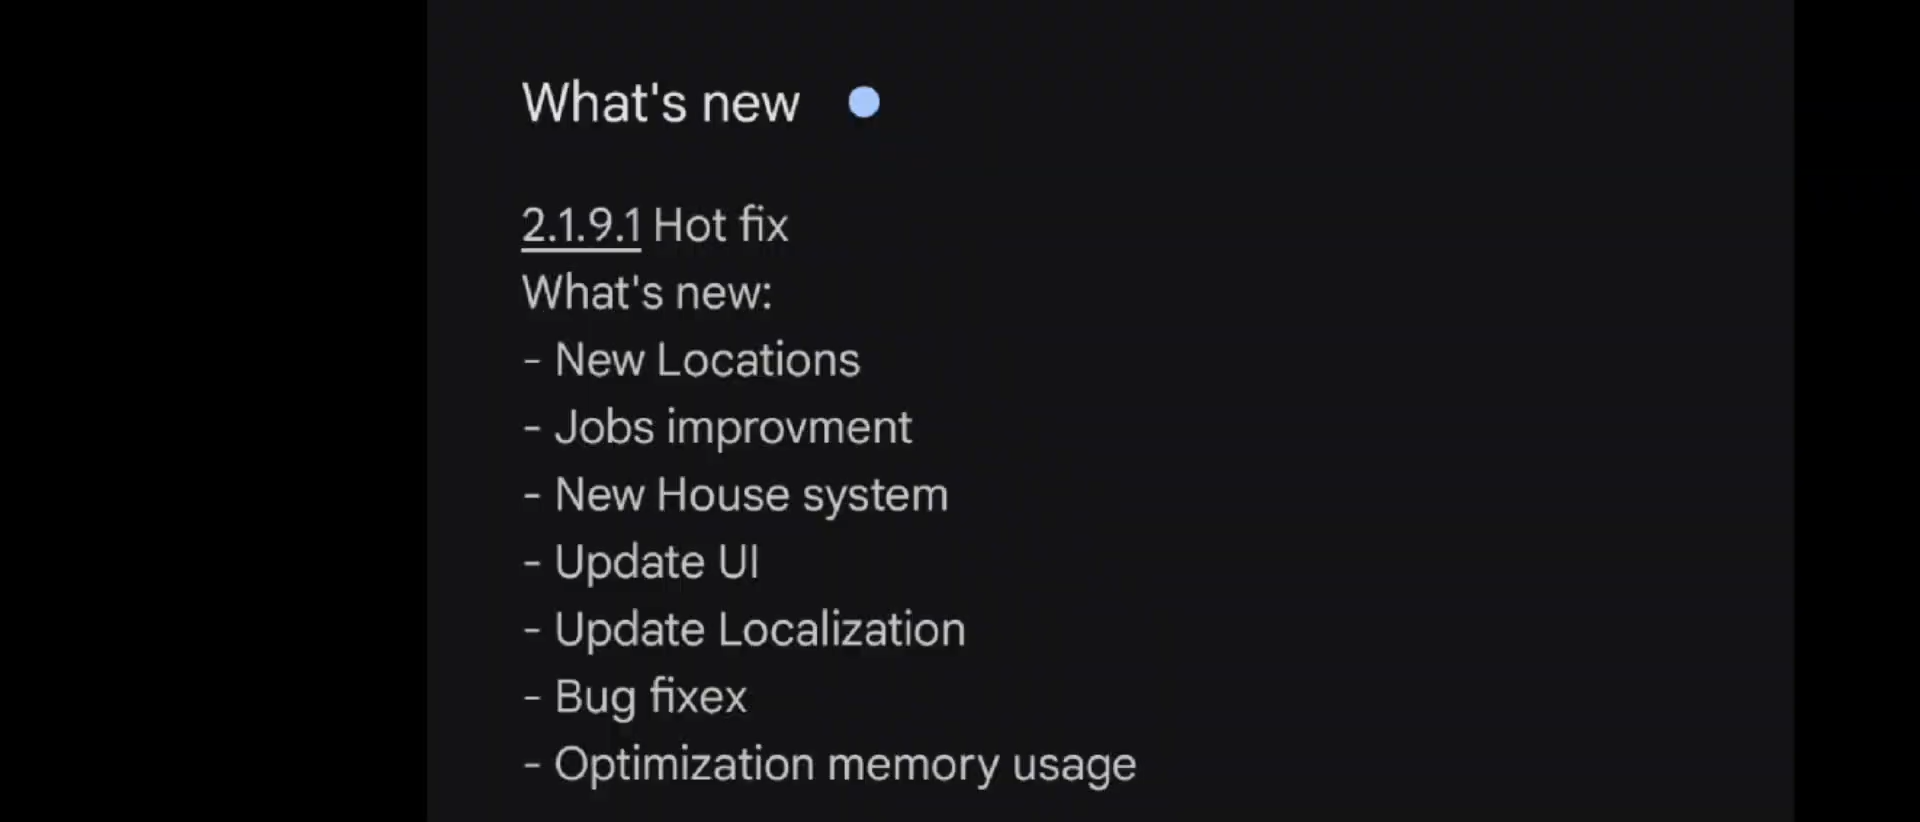 What's new
2.1.9.1 Hot fix
What's new:
- New Locations
- Jobs improvment
- New House system
- Update UI
- Update Localization
- Bug fixex
- Optimization memory usage